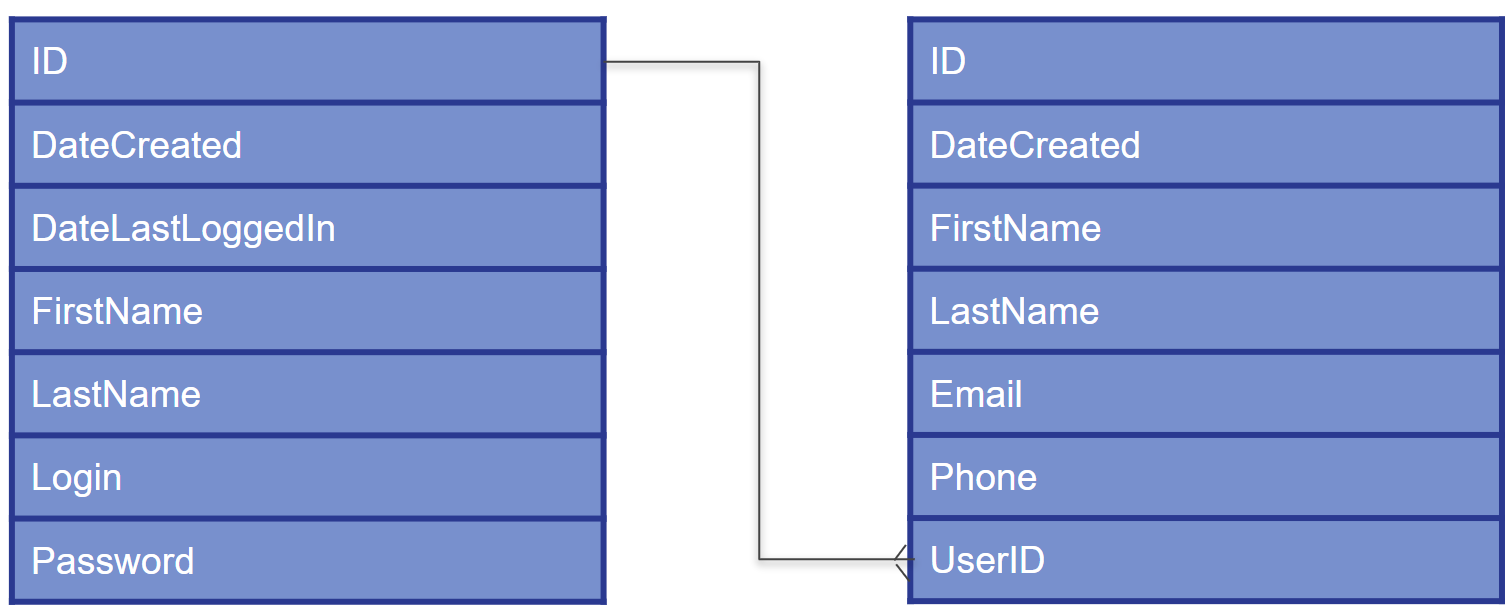 ID
DateCreated
DateLastLoggedIn
FirstName
LastName
Login
Password
ID
DateCreated
FirstName
LastName
Email
Phone
UserID